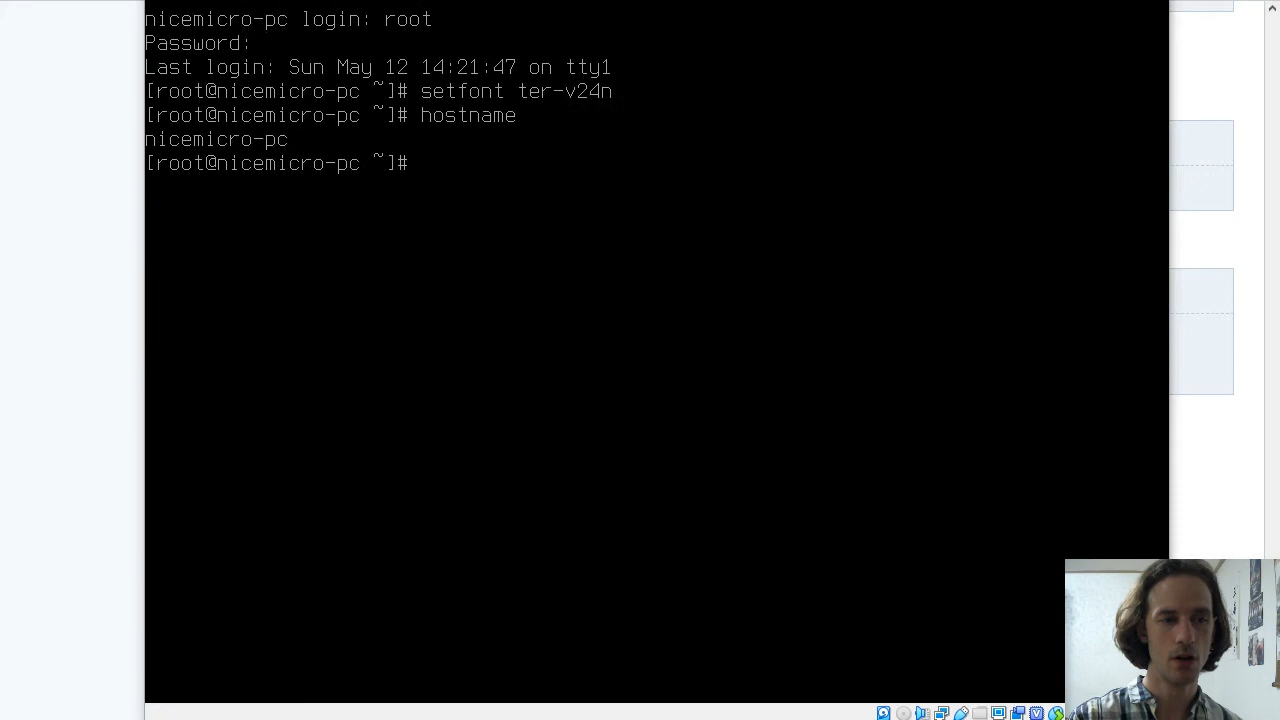 nicemicro-pc login: root
Password:
Last login: Sun May 12 14:21:47 on tty1
[root@nicemicro-pc ~]# setfont ter-v24n
[root@nicemicro-pc ~]# hostname
nicemicro-pc
[root@nicemicro-pc ~]#